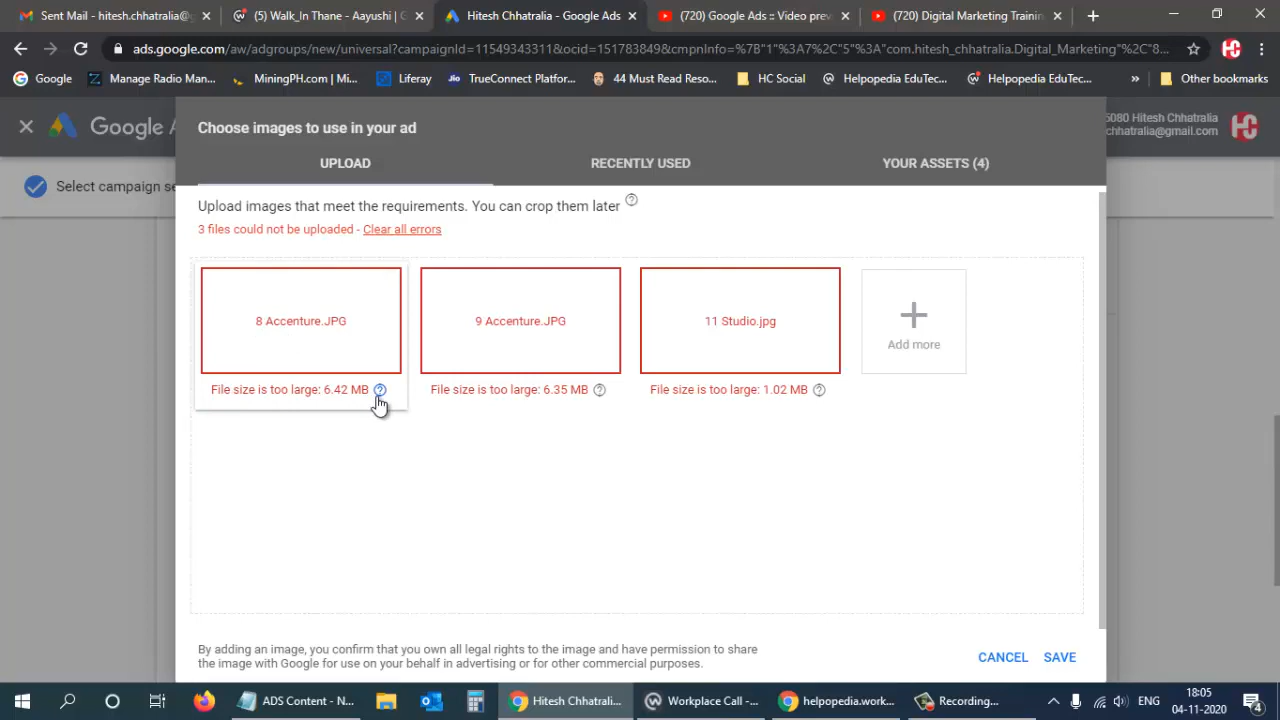 Sent Mail - hitesh.chhatralia@g
(5) Walk_In Thane - Aayushi | G
Hitesh Chhatralia - Google Ads
(720) Google Ads :: Video prev
(720) Digital Marketing Trainin
ads.google.com/aw/adgroups/new/universal?campaignId=11549343311&ocid=151783849&cmpnInfo=%7B"1"%3A7%2C"5"%3A"com.hitesh_chhatralia.Digital_Marketing"%2C"8...
Google
Manage Radio Man...
MiningPH.com | Mi...
Liferay
Jio TrueConnect Platfor...
44 Must Read Reso...
HC Social
Helpopedia EduTec...
Helpopedia EduTec...
»
Other bookmarks
Google A
5080 Hitesh Chhatralia
chhatralia@gmail.com
HC
Select campaign se
Choose images to use in your ad
UPLOAD
RECENTLY USED
YOUR ASSETS (4)
Upload images that meet the requirements. You can crop them later
3 files could not be uploaded - Clear all errors
8 Accenture.JPG
9 Accenture.JPG
11 Studio.jpg
Add more
File size is too large: 6.42 MB
File size is too large: 6.35 MB
File size is too large: 1.02 MB
By adding an image, you confirm that you own all legal rights to the image and have permission to share
the image with Google for use on your behalf in advertising or for other commercial purposes.
CANCEL
SAVE
ADS Content - N...
Hitesh Chhatrali...
Workplace Call -...
helpopedia.work...
Recording...
ENG
18:05
04-11-2020
4